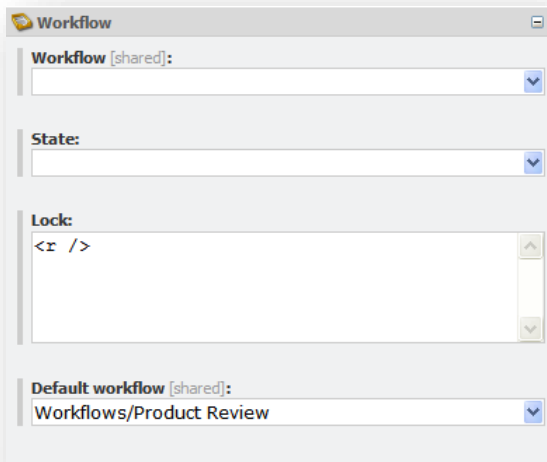 Workflow
Workflow [shared]:
State:
Lock:
<r />
Default workflow [shared]:
Workflows/Product Review